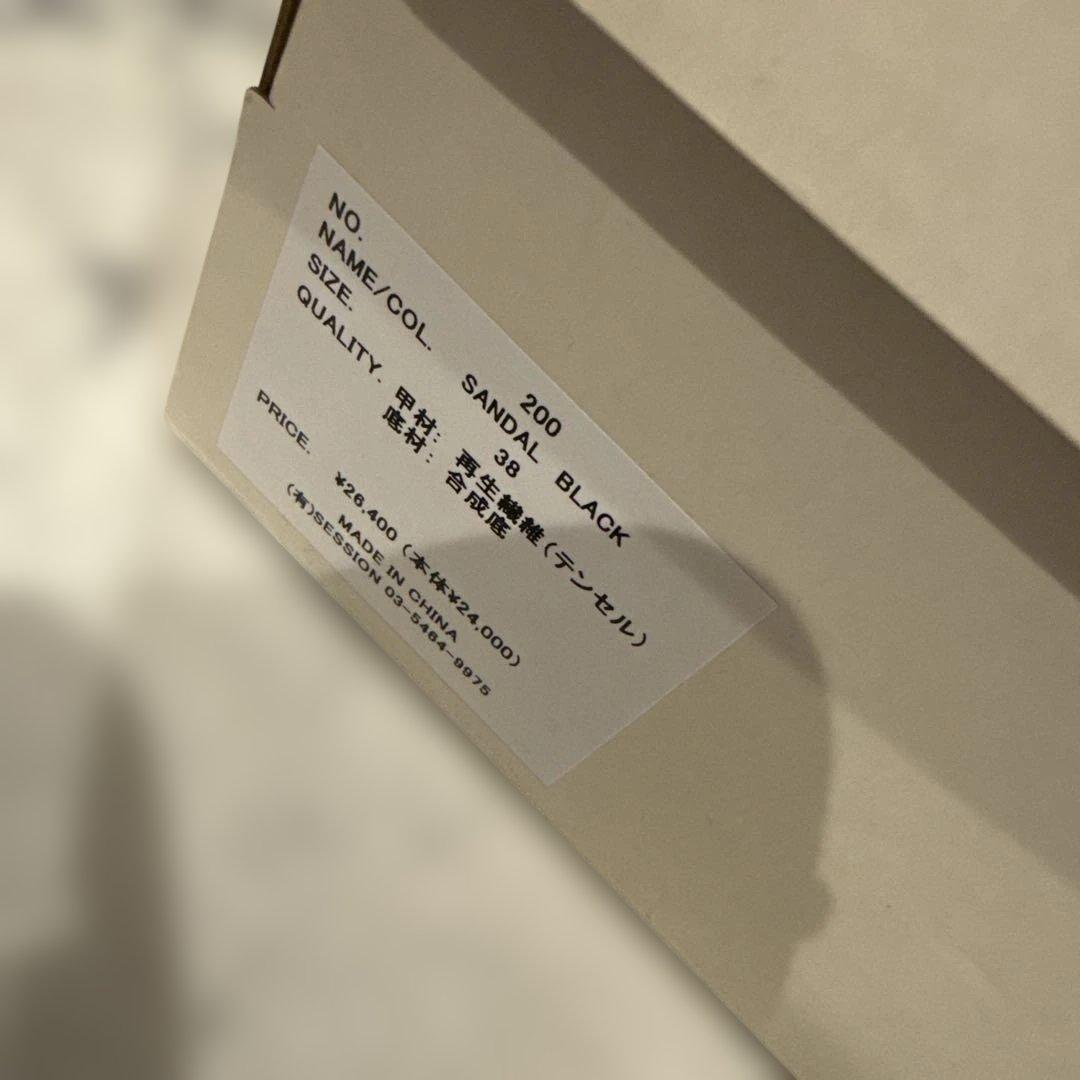 NO. 200
NAME/COL. SANDAL BLACK
SIZE. 38
QUALITY. 甲材: 再生繊維(テンセル)
底材: 合成底
PRICE. ¥26,400(本体¥24,000)
MADE IN CHINA
(有)SESSION 03-5464-9975